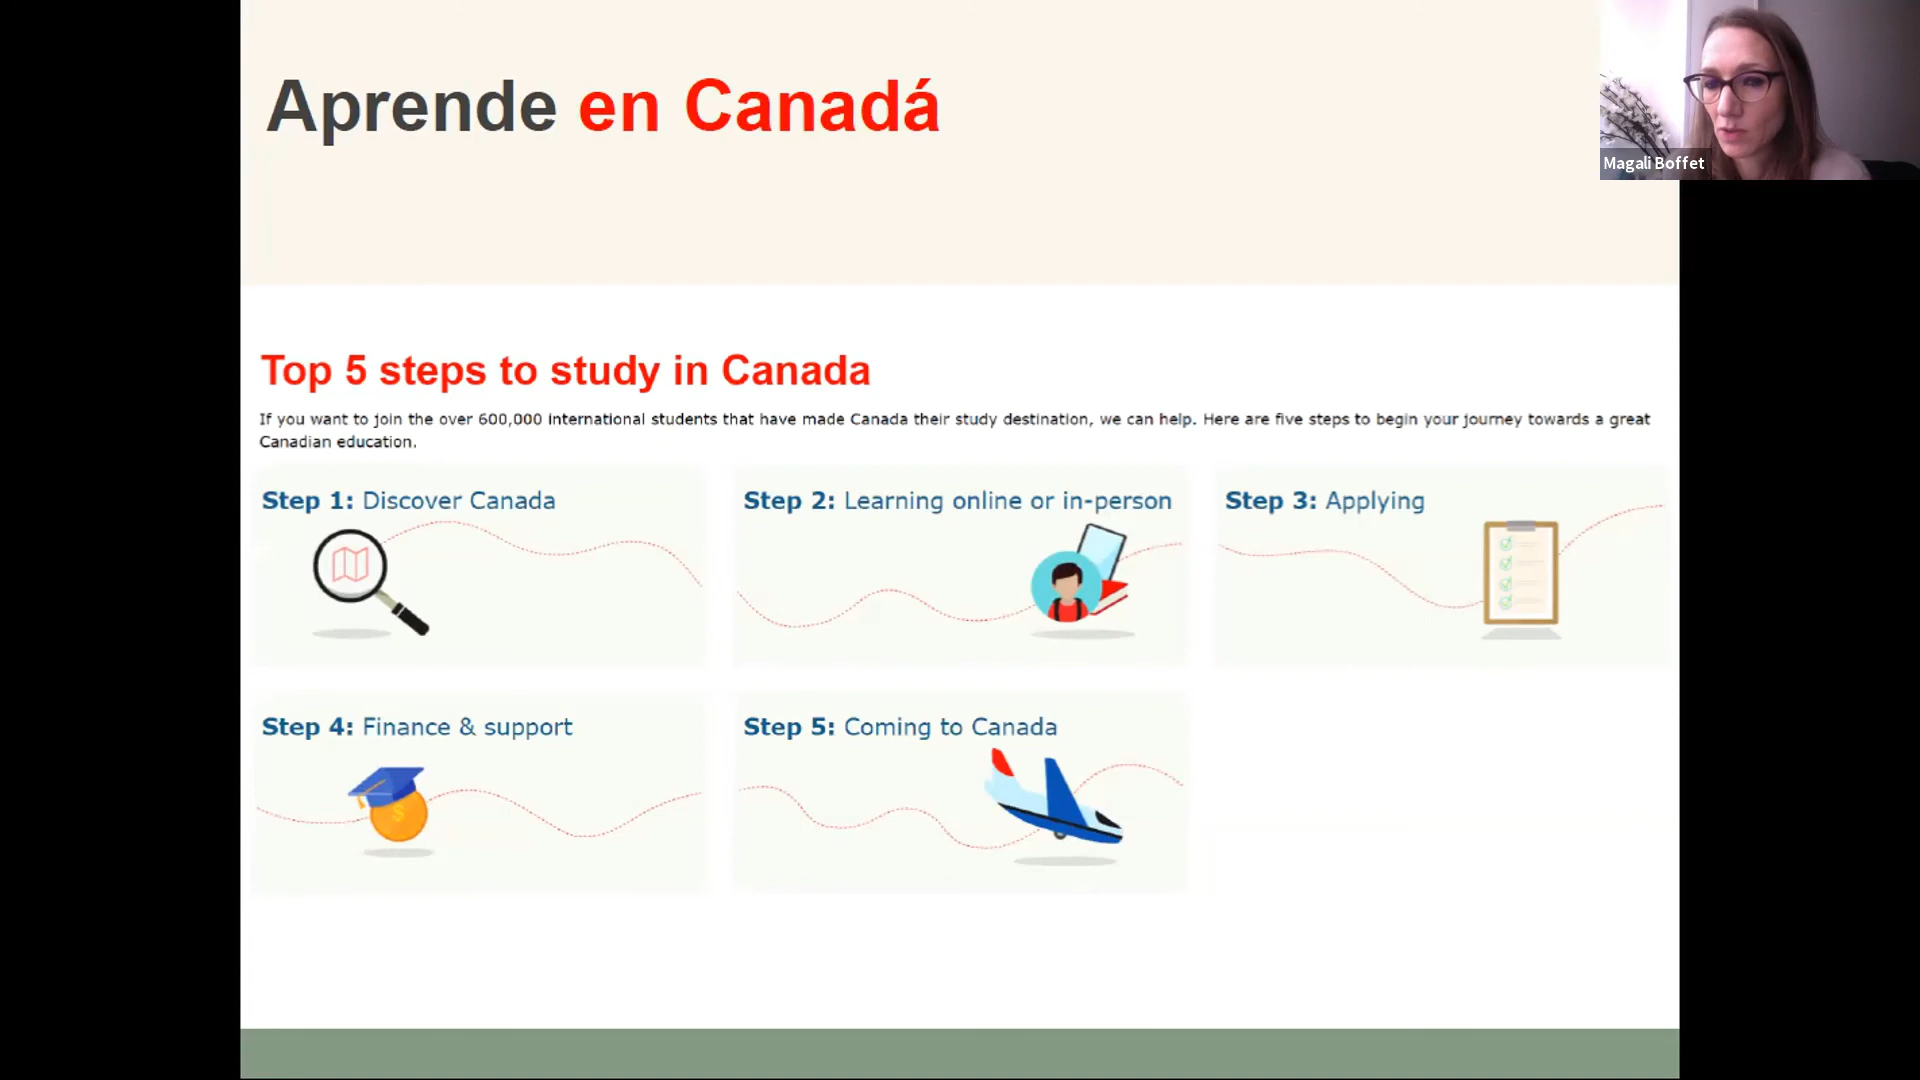 Aprende en Canadá
Magali Boffet
Top 5 steps to study in Canada
If you want to join the over 600,000 international students that have made Canada their study destination, we can help. Here are five steps to begin your journey towards a great
Canadian education.
Step 1: Discover Canada
Step 2: Learning online or in-person
Step 3: Applying
Step 4: Finance & support
$
Step 5: Coming to Canada